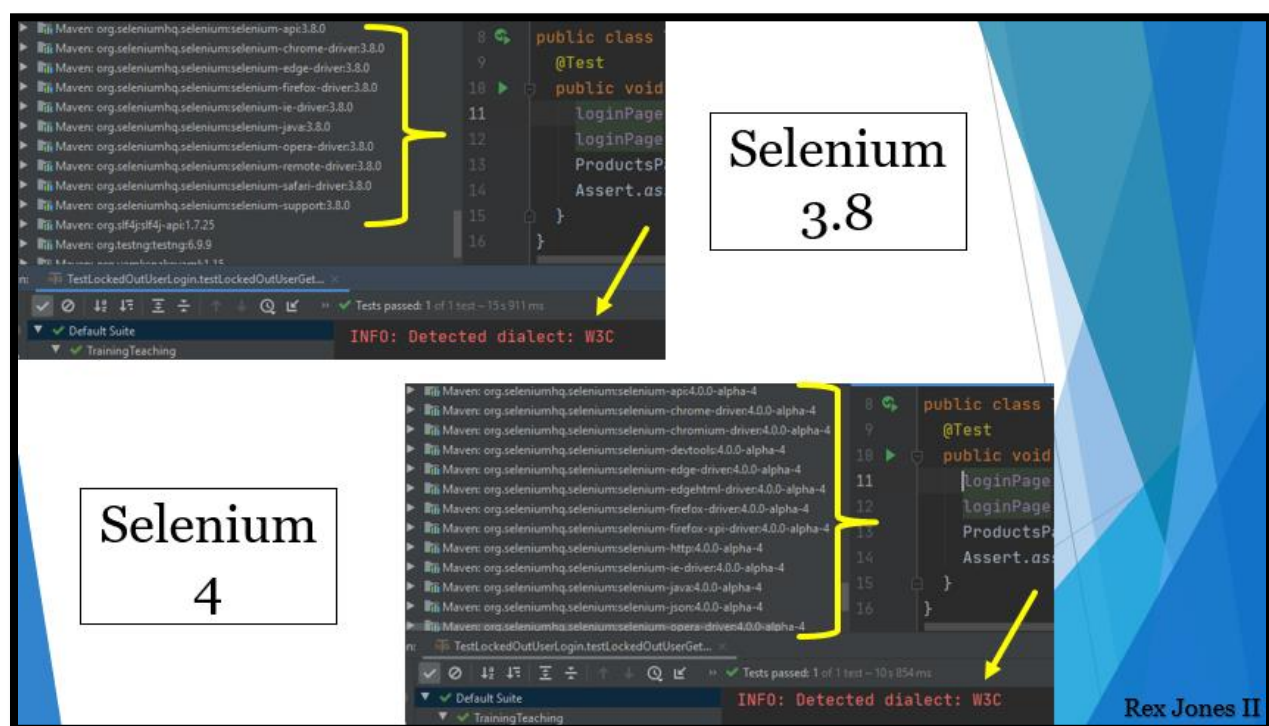 Maven: org.seleniumhq.selenium:selenium-api:3.8.0
Maven: org.seleniumhq.selenium:selenium-chrome-driver:3.8.0
Maven: org.seleniumhq.selenium:selenium-edge-driver:3.8.0
Maven: org.seleniumhq.selenium:selenium-firefox-driver:3.8.0
Maven: org.seleniumhq.selenium:selenium-ie-driver:3.8.0
Maven: org.seleniumhq.selenium:selenium-java:3.8.0
Maven: org.seleniumhq.selenium:selenium-opera-driver:3.8.0
Maven: org.seleniumhq.selenium:selenium-remote-driver:3.8.0
Maven: org.seleniumhq.selenium:selenium-safari-driver:3.8.0
Maven: org.seleniumhq.selenium:selenium-support:3.8.0
Maven: org.slf4j:slf4j-api:1.7.25
Maven: org.testng:testng:6.9.9
8 public class
9 @Test
10 public void
11 loginPage
12 loginPage
13 ProductsPa
14 Assert.ass
15 }
16 }
n: TestLockedOutUserLogin.testLockedOutUserGet... ×
» Tests passed: 1 of 1 test – 15 s 911 ms
Default Suite
TrainingTeaching
INFO: Detected dialect: W3C
Selenium
3.8
Selenium
4
Maven: org.seleniumhq.selenium:selenium-api:4.0.0-alpha-4
Maven: org.seleniumhq.selenium:selenium-chrome-driver:4.0.0-alpha-4
Maven: org.seleniumhq.selenium:selenium-chromium-driver:4.0.0-alpha-4
Maven: org.seleniumhq.selenium:selenium-devtools:4.0.0-alpha-4
Maven: org.seleniumhq.selenium:selenium-edge-driver:4.0.0-alpha-4
Maven: org.seleniumhq.selenium:selenium-edgehtml-driver:4.0.0-alpha-4
Maven: org.seleniumhq.selenium:selenium-firefox-driver:4.0.0-alpha-4
Maven: org.seleniumhq.selenium:selenium-firefox-xpi-driver:4.0.0-alpha-4
Maven: org.seleniumhq.selenium:selenium-http:4.0.0-alpha-4
Maven: org.seleniumhq.selenium:selenium-ie-driver:4.0.0-alpha-4
Maven: org.seleniumhq.selenium:selenium-java:4.0.0-alpha-4
Maven: org.seleniumhq.selenium:selenium-json:4.0.0-alpha-4
Maven: org.seleniumhq.selenium:selenium-opera-driver:4.0.0-alpha-4
8 public class
9 @Test
10 public void
11 loginPage
12 loginPage
13 ProductsPa
14 Assert.ass
15 }
16 }
n: TestLockedOutUserLogin.testLockedOutUserGet... ×
» Tests passed: 1 of 1 test – 10 s 854 ms
Default Suite
TrainingTeaching
INFO: Detected dialect: W3C
Rex Jones II